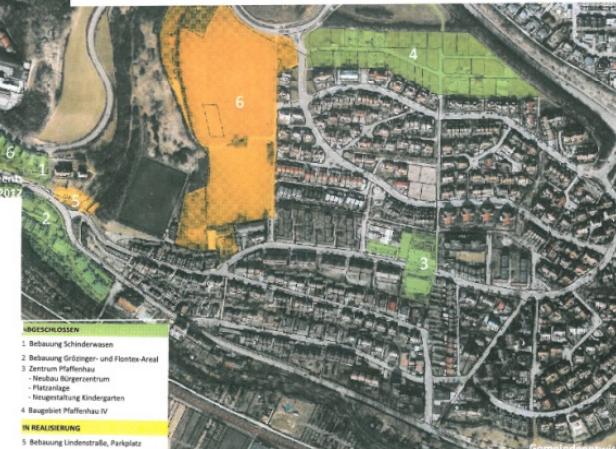 6
4
6
1
2017
5
2
3
ABGESCHLOSSEN
1 Bebauung Schinderwasen
2 Bebauung Grözinger- und Flontex-Areal
3 Zentrum Pfaffenhau
- Neubau Bürgerzentrum
- Platzanlage
- Neugestaltung Kindergarten
4 Baugebiet Pfaffenhau IV
IN REALISIERUNG
5 Bebauung Lindenstraße, Parkplatz